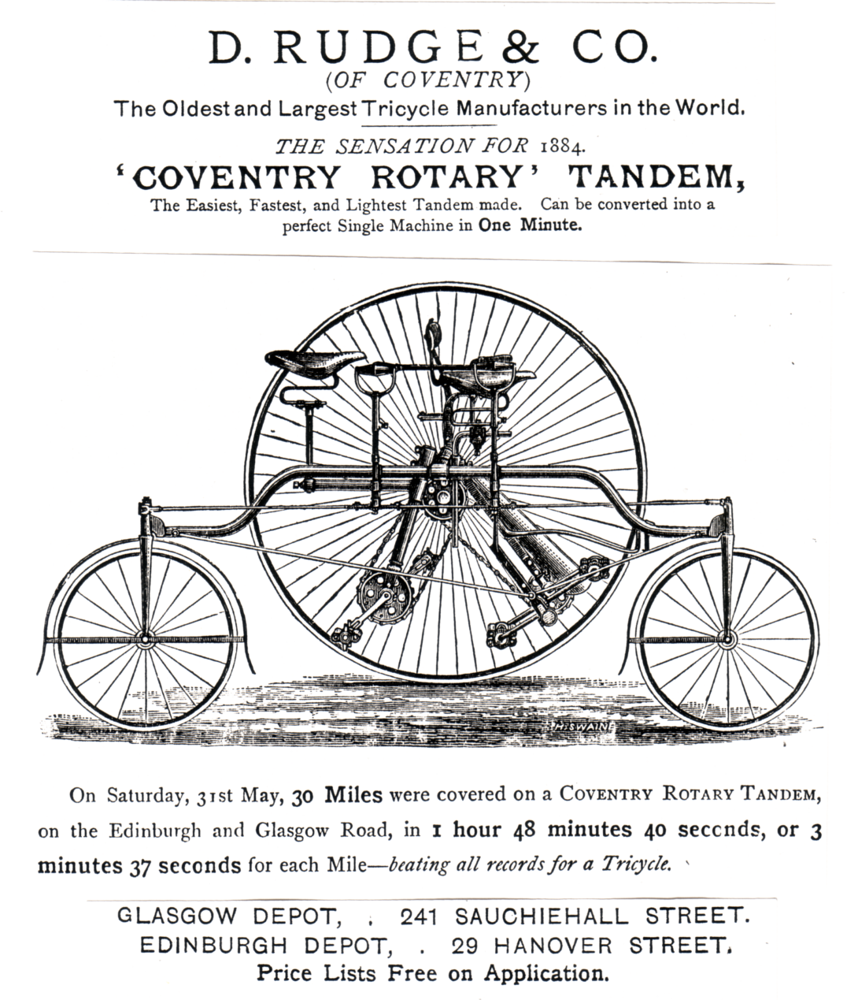 D. RUDGE & CO.
(OF COVENTRY)
The Oldest and Largest Tricycle Manufacturers in the World.
THE SENSATION FOR 1884.
‘COVENTRY ROTARY’ TANDEM,
The Easiest, Fastest, and Lightest Tandem made. Can be converted into a
perfect Single Machine in One Minute.
H. SWAINE
On Saturday, 31st May, 30 Miles were covered on a COVENTRY ROTARY TANDEM,
on the Edinburgh and Glasgow Road, in 1 hour 48 minutes 40 seconds, or 3
minutes 37 seconds for each Mile—beating all records for a Tricycle.
GLASGOW DEPOT, . 241 SAUCHIEHALL STREET.
EDINBURGH DEPOT, . 29 HANOVER STREET.
Price Lists Free on Application.